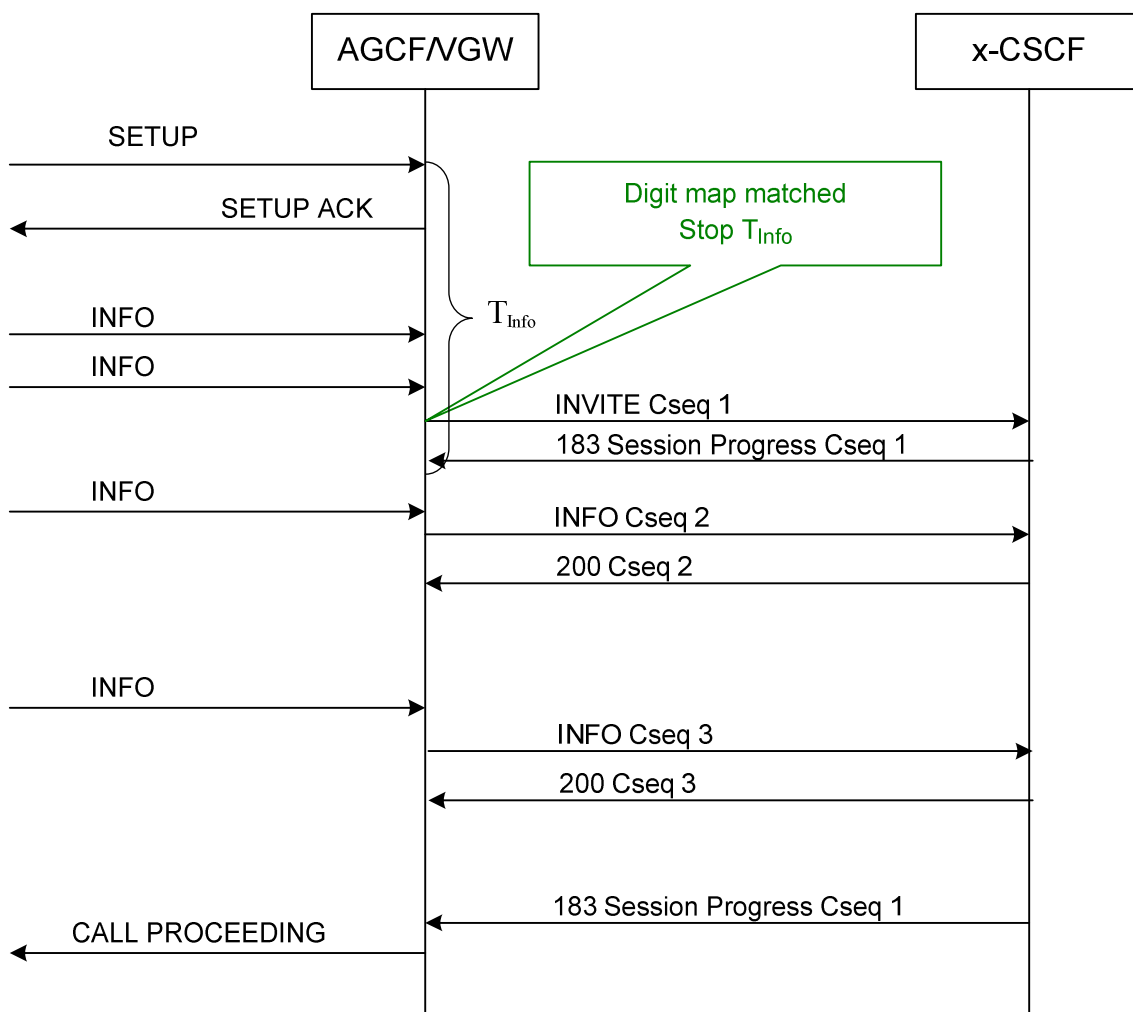 AGCF/VGW
x-CSCF
SETUP
Digit map matched
Stop TInfo
SETUP ACK
TInfo
INFO
INFO
INVITE Cseq 1
183 Session Progress Cseq 1
INFO
INFO Cseq 2
200 Cseq 2
INFO
INFO Cseq 3
200 Cseq 3
183 Session Progress Cseq 1
CALL PROCEEDING